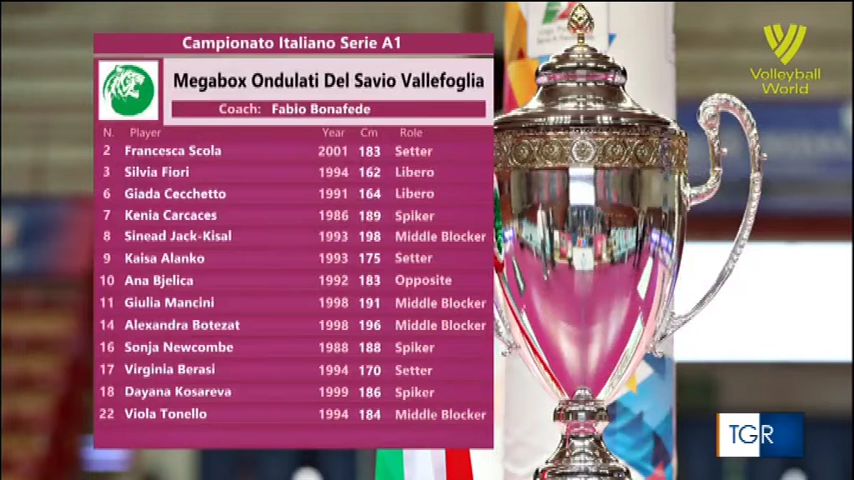 Campionato Italiano Serie A1
Megabox Ondulati Del Savio Vallefoglia
Coach: Fabio Bonafede
N. Player Year Cm Role
2 Francesca Scola 2001 183 Setter
3 Silvia Fiori 1994 162 Libero
6 Giada Cecchetto 1991 164 Libero
7 Kenia Carcaces 1986 189 Spiker
8 Sinead Jack-Kisal 1993 198 Middle Blocker
9 Kaisa Alanko 1993 175 Setter
10 Ana Bjelica 1992 183 Opposite
11 Giulia Mancini 1998 191 Middle Blocker
14 Alexandra Botezat 1998 196 Middle Blocker
16 Sonja Newcombe 1988 188 Spiker
17 Virginia Berasi 1994 170 Setter
18 Dayana Kosareva 1999 186 Spiker
22 Viola Tonello 1994 184 Middle Blocker
Volleyball
World
TGR